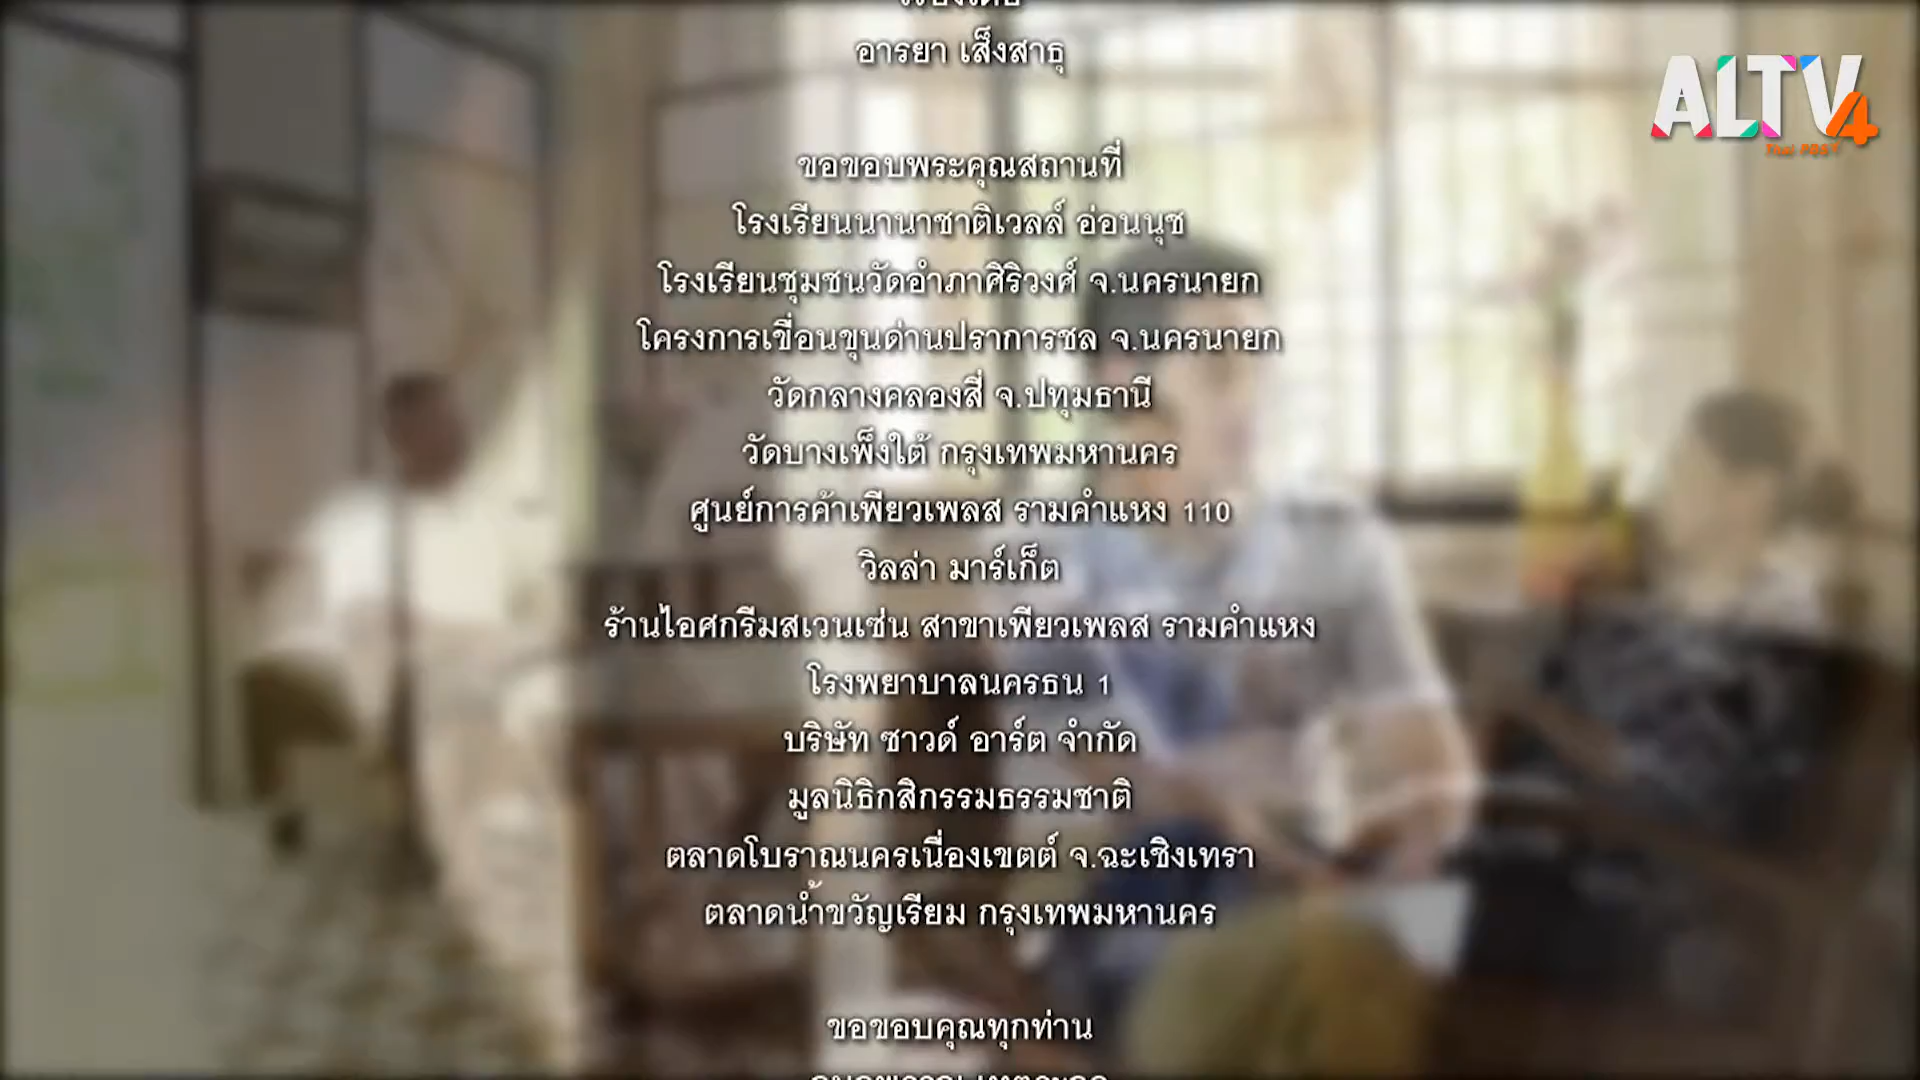 อารยา เส็งสาธุ
ALTV4
Thai PBS
ขอขอบพระคุณสถานที่
โรงเรียนนานาชาติเวลล์ อ่อนนุช
โรงเรียนชุมชนวัดอำภาศิริวงศ์ จ.นครนายก
โครงการเขื่อนขุนด่านปราการชล จ.นครนายก
วัดกลางคลองสี่ จ.ปทุมธานี
วัดบางเพ็งใต้ กรุงเทพมหานคร
ศูนย์การค้าเพียวเพลส รามคำแหง 110
วิลล่า มาร์เก็ต
ร้านไอศกรีมสเวนเซ่น สาขาเพียวเพลส รามคำแหง
โรงพยาบาลนครธน 1
บริษัท ซาวด์ อาร์ต จำกัด
มูลนิธิกสิกรรมธรรมชาติ
ตลาดโบราณนครเนื่องเขตต์ จ.ฉะเชิงเทรา
ตลาดน้ำขวัญเรียม กรุงเทพมหานคร
ขอขอบคุณทุกท่าน